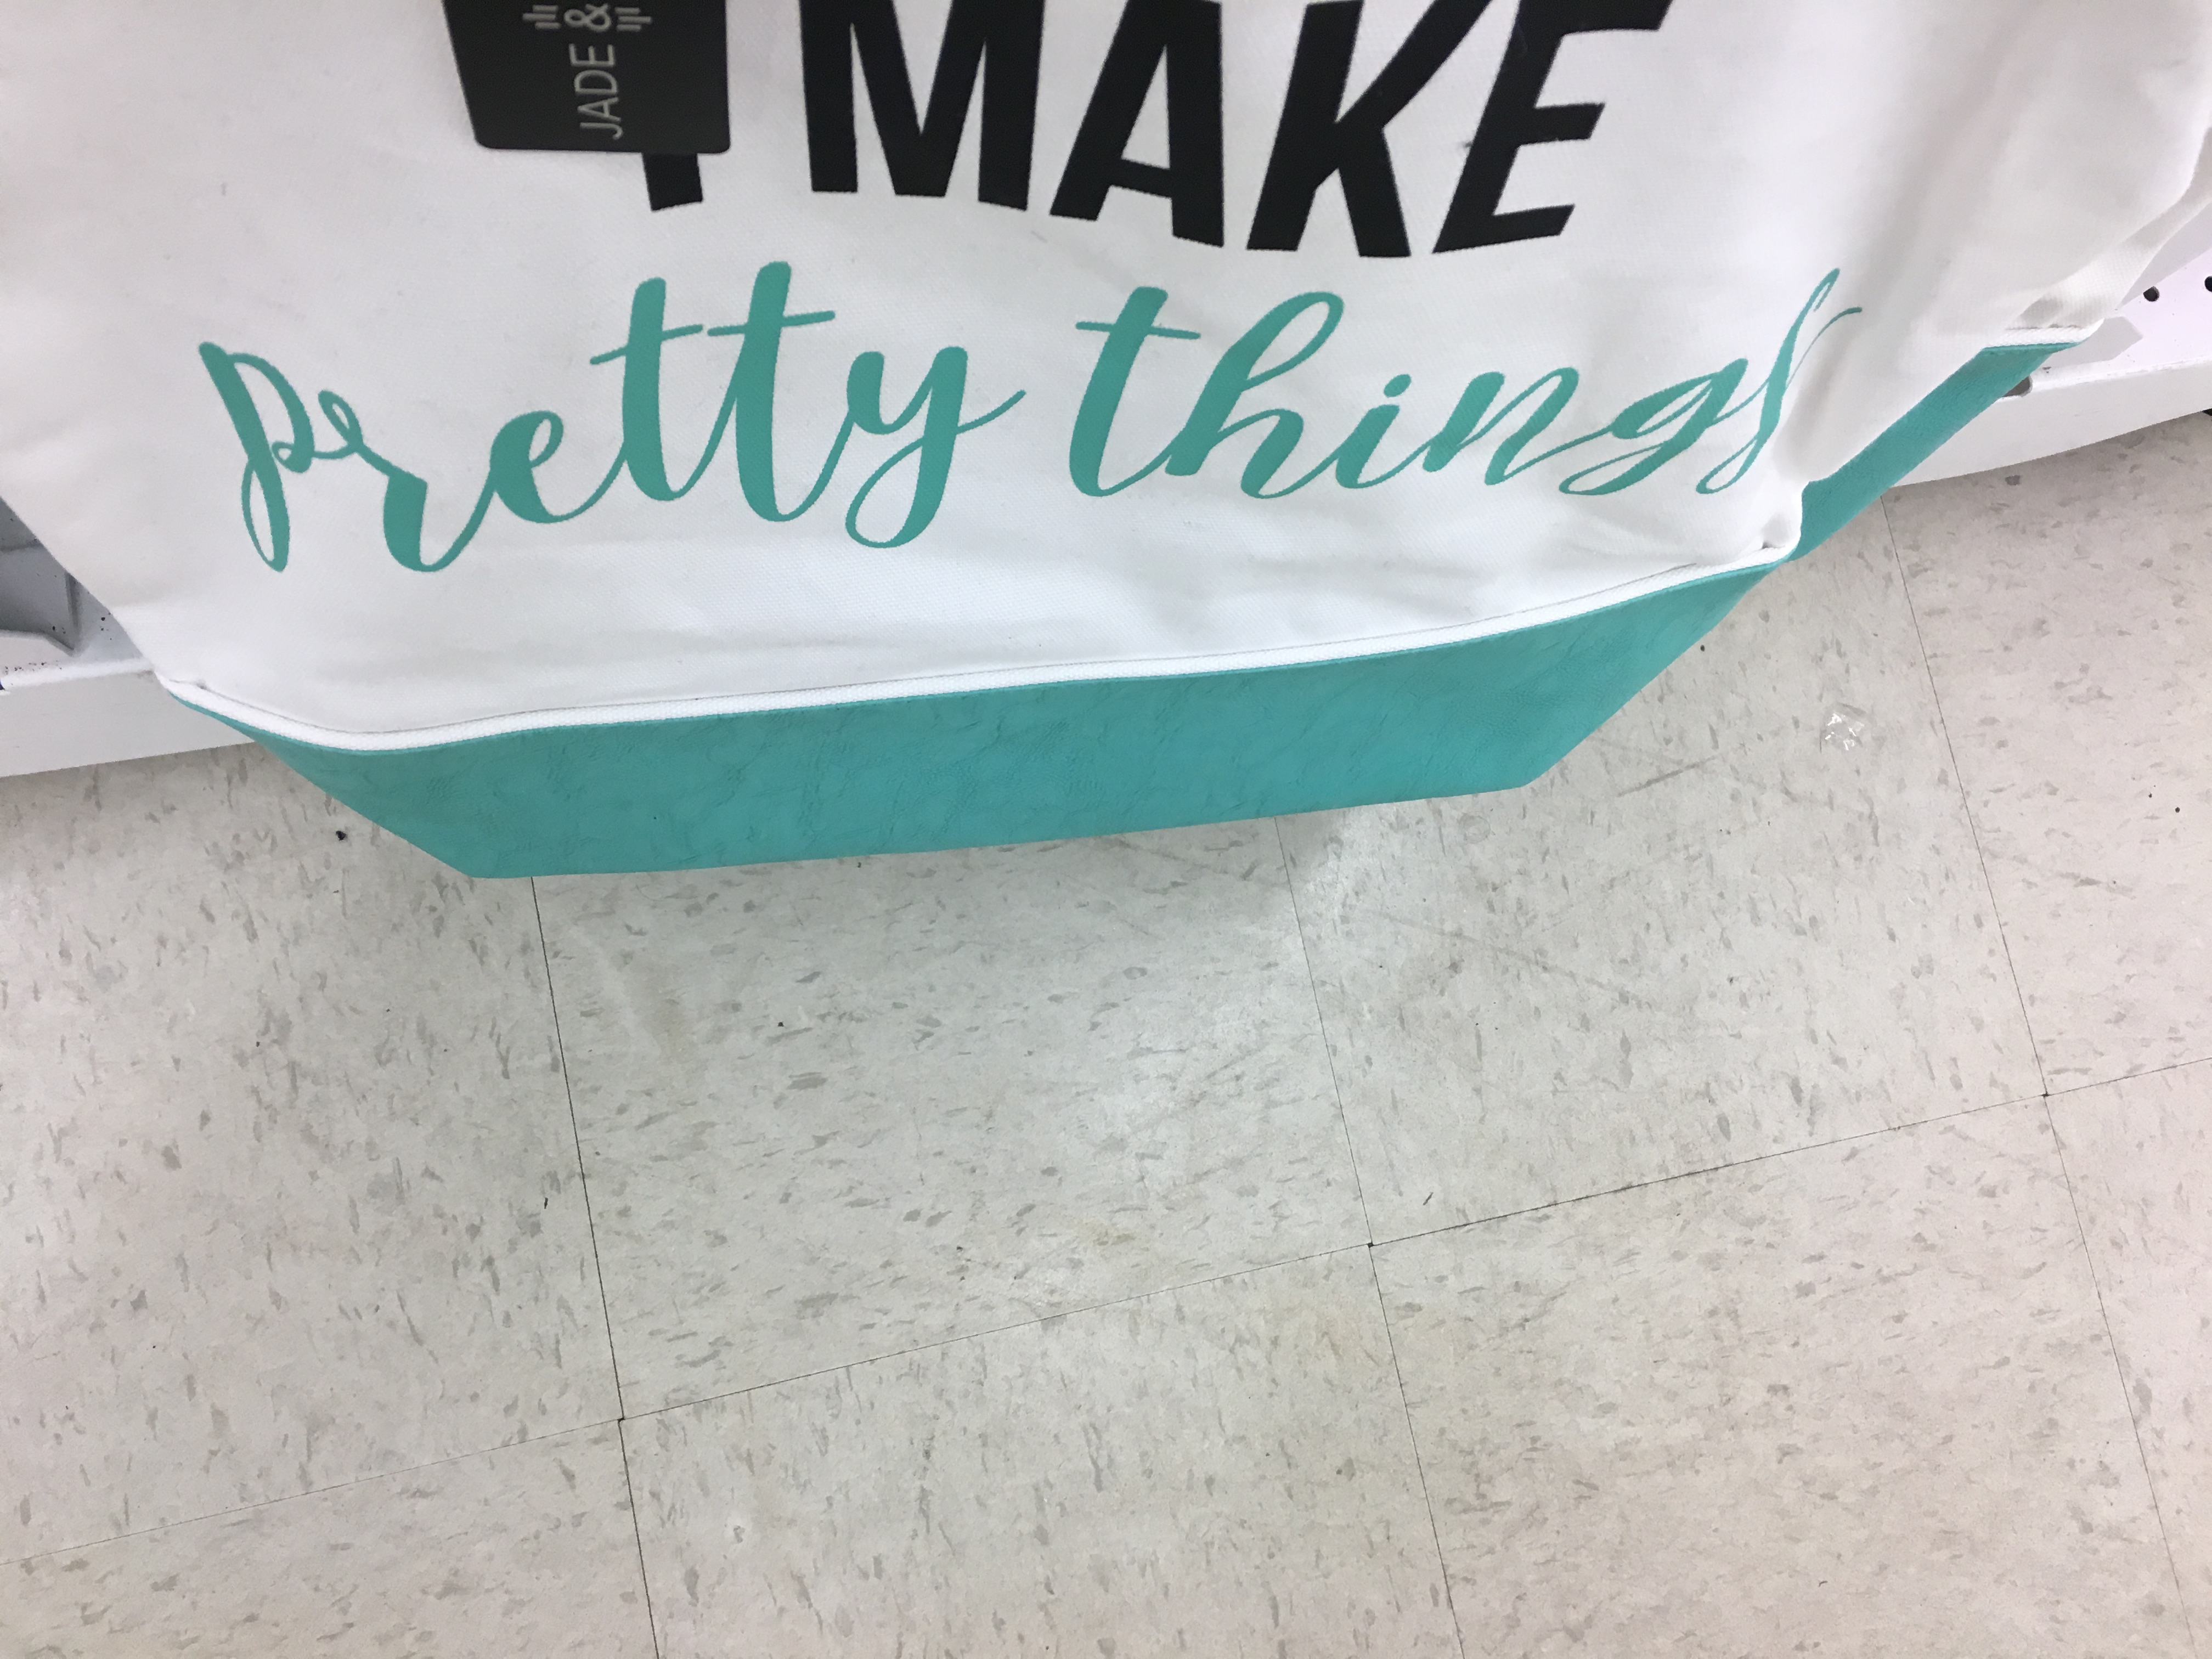 JADE &
I MAKE
Pretty things